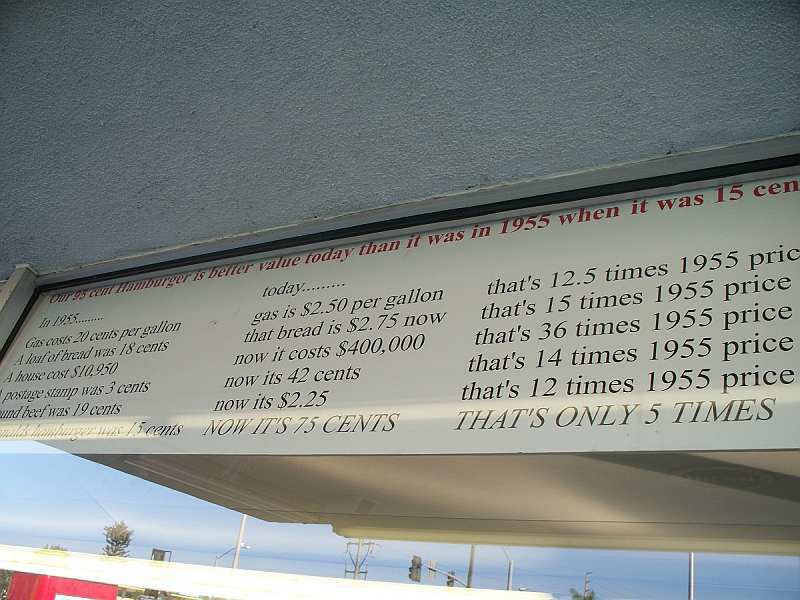 Our 95 cent Hamburger is better value today than it was in 1955 when it was 15 cen
In 1955......... today.........
Gas costs 20 cents per gallon gas is $2.50 per gallon that's 12.5 times 1955 pric
A loaf of bread was 18 cents that bread is $2.75 now that's 15 times 1955 price
A house cost $10,950 now it costs $400,000 that's 36 times 1955 price
postage stamp was 3 cents now its 42 cents that's 14 times 1955 price
und beef was 19 cents now its $2.25 that's 12 times 1955 price
nalds hamburger was 15 cents NOW IT'S 75 CENTS THAT'S ONLY 5 TIMES